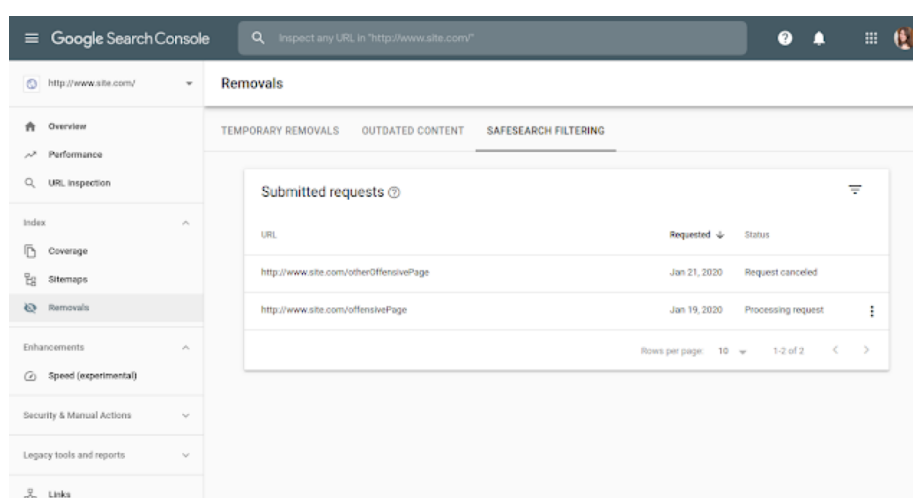 Google Search Console
Inspect any URL in "http://www.site.com/"
http://www.site.com/
Removals
Overview
Performance
URL inspection
Index
Coverage
Sitemaps
Removals
Enhancements
Speed (experimental)
Security & Manual Actions
Legacy tools and reports
Links
TEMPORARY REMOVALS OUTDATED CONTENT SAFESEARCH FILTERING
Submitted requests
URL Requested Status
http://www.site.com/otherOffensivePage Jan 21, 2020 Request canceled
http://www.site.com/offensivePage Jan 19, 2020 Processing request
Rows per page: 10 1-2 of 2